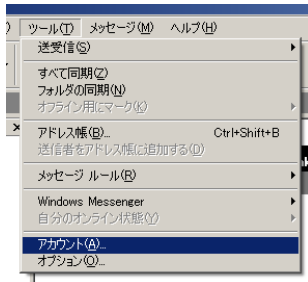 ) ツール(T) メッセージ(M) ヘルプ(H)
送受信(S)
すべて同期(Z)
フォルダの同期(N)
オフライン用にマーク(K)
アドレス帳(B)... Ctrl+Shift+B
送信者をアドレス帳に追加する(D)
メッセージ ルール(R)
Windows Messenger
自分のオンライン状態(Y)
アカウント(A)...
オプション(O)...